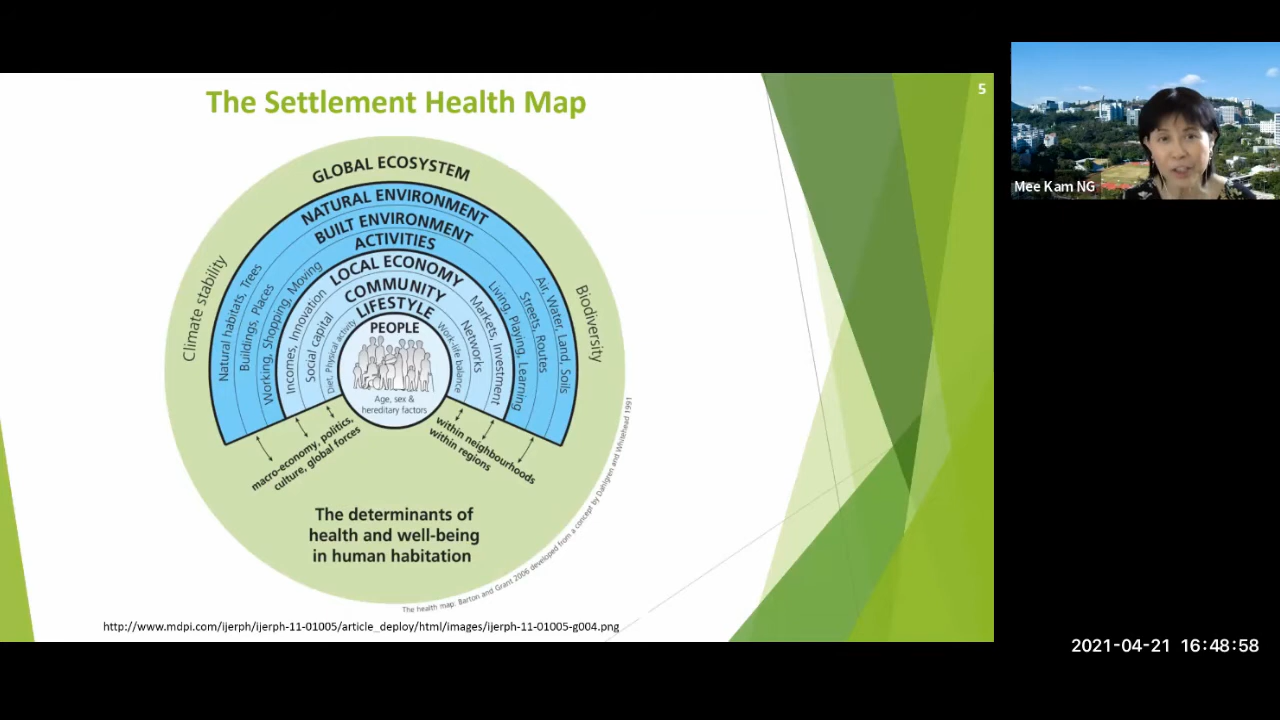 The Settlement Health Map
5
GLOBAL ECOSYSTEM
NATURAL ENVIRONMENT
BUILT ENVIRONMENT
ACTIVITIES
LOCAL ECONOMY
COMMUNITY
LIFESTYLE
PEOPLE
Age, sex &
hereditary factors
Climate stability
Natural habitats, Trees
Buildings, Places
Working, Shopping, Moving
Incomes, Innovation
Social capital
Diet, Physical activity
Work-life balance
Networks
Markets, Investment
Living, Playing, Learning
Streets, Routes
Air, Water, Land, Soils
Biodiversity
macro-economy, politics,
culture, global forces
within neighbourhoods
within regions
The determinants of
health and well-being
in human habitation
The health map: Barton and Grant 2006 developed from a concept by Dahlgren and Whitehead 1991
http://www.mdpi.com/ijerph/ijerph-11-01005/article_deploy/html/images/ijerph-11-01005-g004.png
Mee Kam NG
2021-04-21 16:48:58